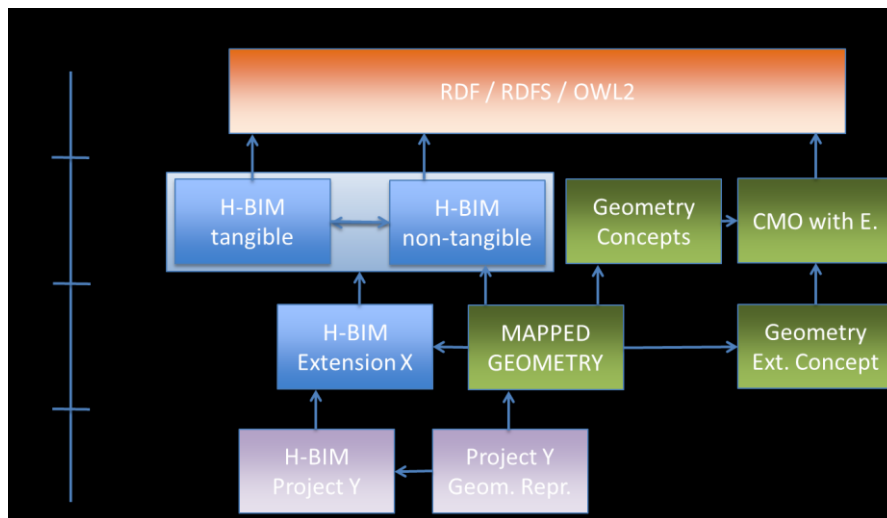 RDF / RDFS / OWL2
H-BIM
tangible
H-BIM
non-tangible
Geometry
Concepts
CMO with E.
H-BIM
Extension X
MAPPED
GEOMETRY
Geometry
Ext. Concept
H-BIM
Project Y
Project Y
Geom. Repr.